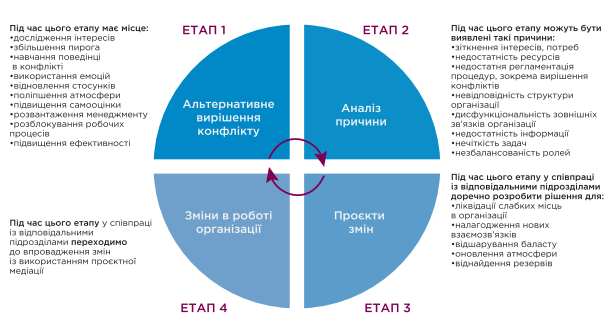 ЕТАП 1
Під час цього етапу має місце:
•дослідження інтересів
•збільшення пирога
•навчання поведінці
в конфлікті
•використання емоцій
•відновлення стосунків
•поліпшення атмосфери
•підвищення самооцінки
•розвантаження менеджменту
•розблокування робочих
процесів
•підвищення ефективності
Альтернативне
вирішення
конфлікту
ЕТАП 2
Під час цього етапу можуть бути
виявлені такі причини:
•зіткнення інтересів, потреб
•недостатність ресурсів
•недостатня регламентація
процедур, зокрема вирішення
конфліктів
•невідповідність структури
організації
•дисфункціональність зовнішніх
зв'язків організації
•недостатність інформації
•нечіткість задач
•незбалансованість ролей
Аналіз
причини
Під час цього етапу у співпраці
із відповідальними підрозділами
доречно розробити рішення для:
•ліквідації слабких місць
в організації
•налагодження нових
взаємозв'язків
•відшарування баласту
•оновлення атмосфери
•віднайдення резервів
Проєкти
змін
ЕТАП 3
Під час цього етапу у співпраці
із відповідальними
підрозділами переходимо
до впровадження змін
із використанням проєктної
медіації
Зміни в роботі
організації
ЕТАП 4